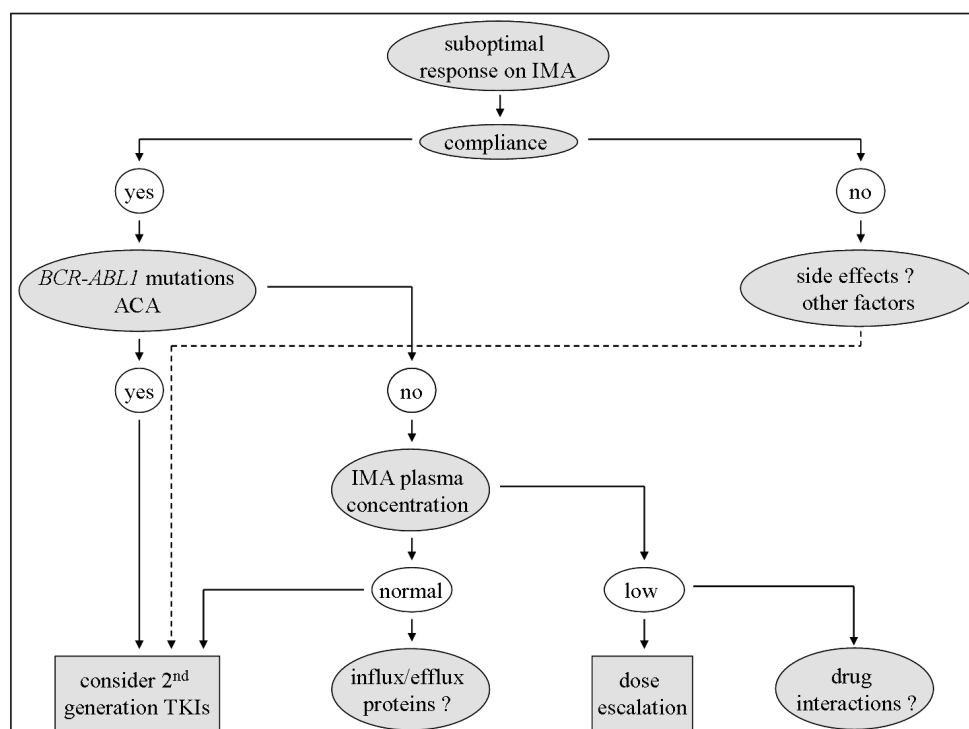 suboptimal
response on IMA
compliance
yes
no
BCR-ABL1 mutations
ACA
side effects ?
other factors
yes
no
IMA plasma
concentration
normal
low
consider 2nd
generation TKIs
influx/efflux
proteins ?
dose
escalation
drug
interactions ?